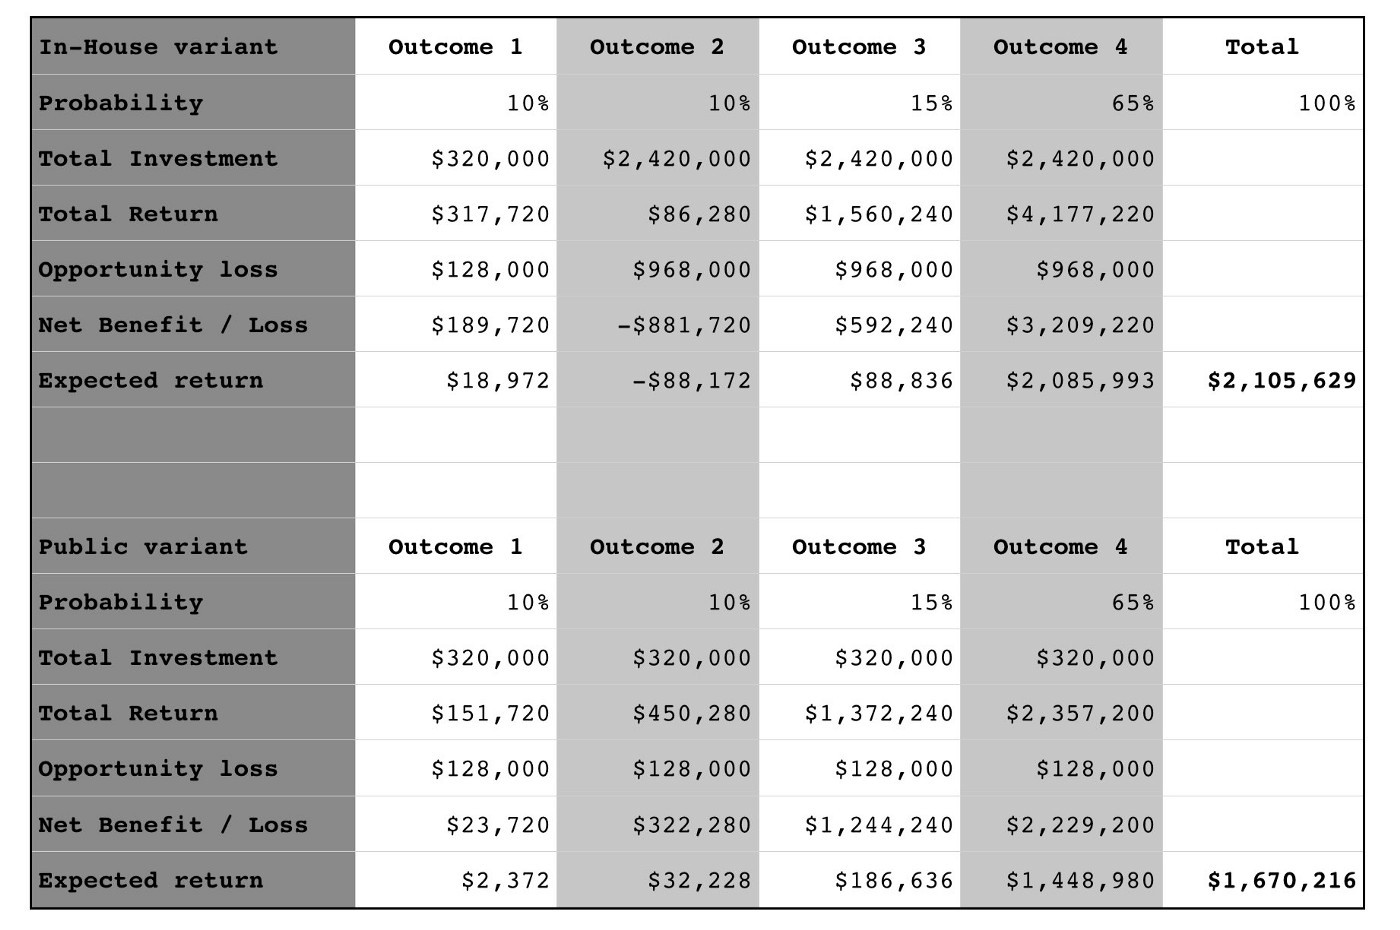 In-House variant Outcome 1 Outcome 2 Outcome 3 Outcome 4 Total
Probability 10% 10% 15% 65% 100%
Total Investment $320,000 $2,420,000 $2,420,000 $2,420,000
Total Return $317,720 $86,280 $1,560,240 $4,177,220
Opportunity loss $128,000 $968,000 $968,000 $968,000
Net Benefit / Loss $189,720 –$881,720 $592,240 $3,209,220
Expected return $18,972 –$88,172 $88,836 $2,085,993 $2,105,629
Public variant Outcome 1 Outcome 2 Outcome 3 Outcome 4 Total
Probability 10% 10% 15% 65% 100%
Total Investment $320,000 $320,000 $320,000 $320,000
Total Return $151,720 $450,280 $1,372,240 $2,357,200
Opportunity loss $128,000 $128,000 $128,000 $128,000
Net Benefit / Loss $23,720 $322,280 $1,244,240 $2,229,200
Expected return $2,372 $32,228 $186,636 $1,448,980 $1,670,216